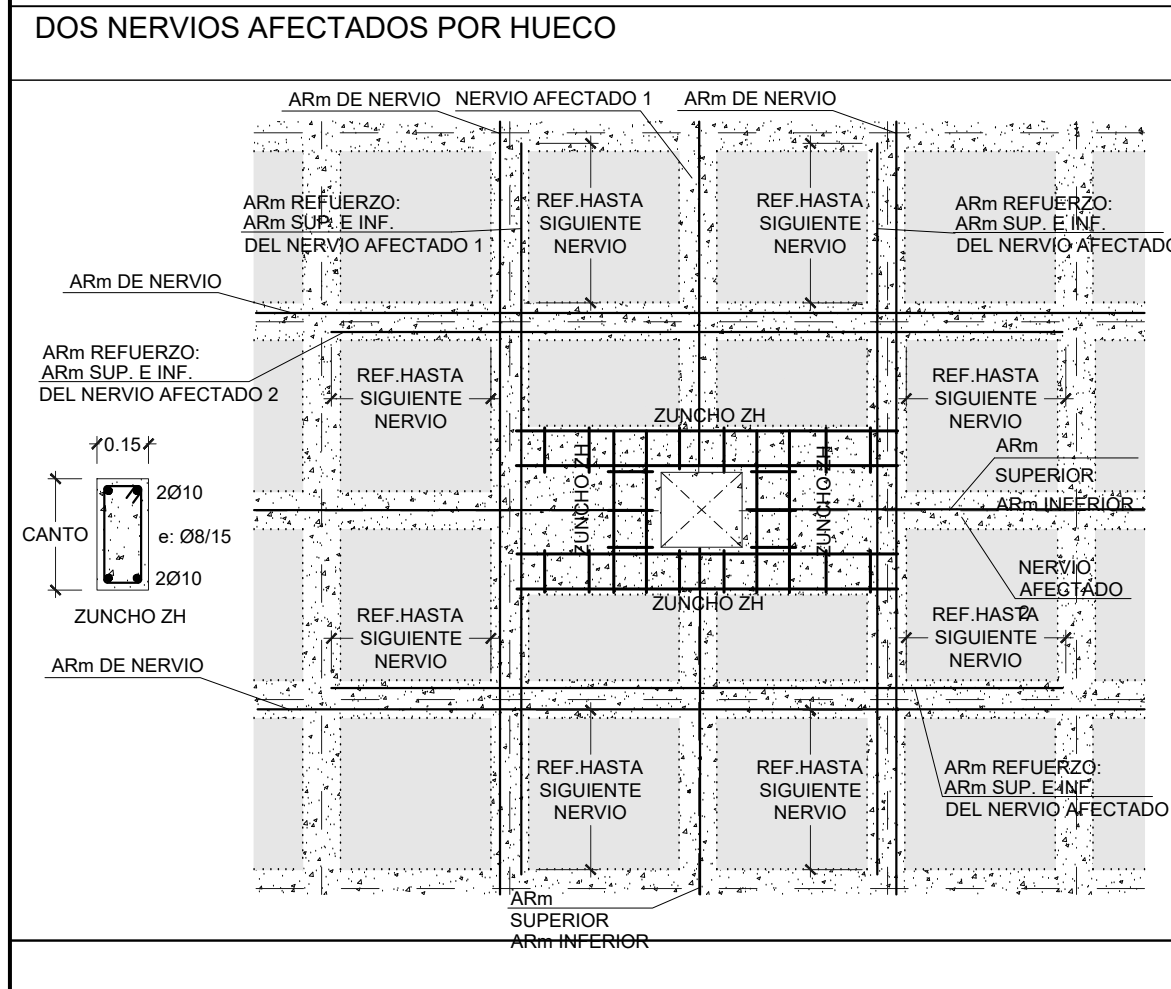 DOS NERVIOS AFECTADOS POR HUECO
ARm DE NERVIO
NERVIO AFECTADO 1
ARm DE NERVIO
ARm REFUERZO:
ARm SUP. E INF.
DEL NERVIO AFECTADO 1
REF.HASTA
SIGUIENTE
NERVIO
REF.HASTA
SIGUIENTE
NERVIO
ARm REFUERZO:
ARm SUP. E INF.
DEL NERVIO AFECTADO
ARm DE NERVIO
ARm REFUERZO:
ARm SUP. E INF.
DEL NERVIO AFECTADO 2
REF.HASTA
SIGUIENTE
NERVIO
REF.HASTA
SIGUIENTE
NERVIO
ZUNCHO ZH
ZUNCHO ZH
ZUNCHO ZH
ZUNCHO ZH
ARm
SUPERIOR
ARm INFERIOR
NERVIO
AFECTADO
2
0.15
CANTO
2Ø10
e: Ø8/15
2Ø10
ZUNCHO ZH
REF.HASTA
SIGUIENTE
NERVIO
REF.HASTA
SIGUIENTE
NERVIO
ARm DE NERVIO
REF.HASTA
SIGUIENTE
NERVIO
REF.HASTA
SIGUIENTE
NERVIO
ARm REFUERZO:
ARm SUP. E INF.
DEL NERVIO AFECTADO
ARm
SUPERIOR
ARm INFERIOR